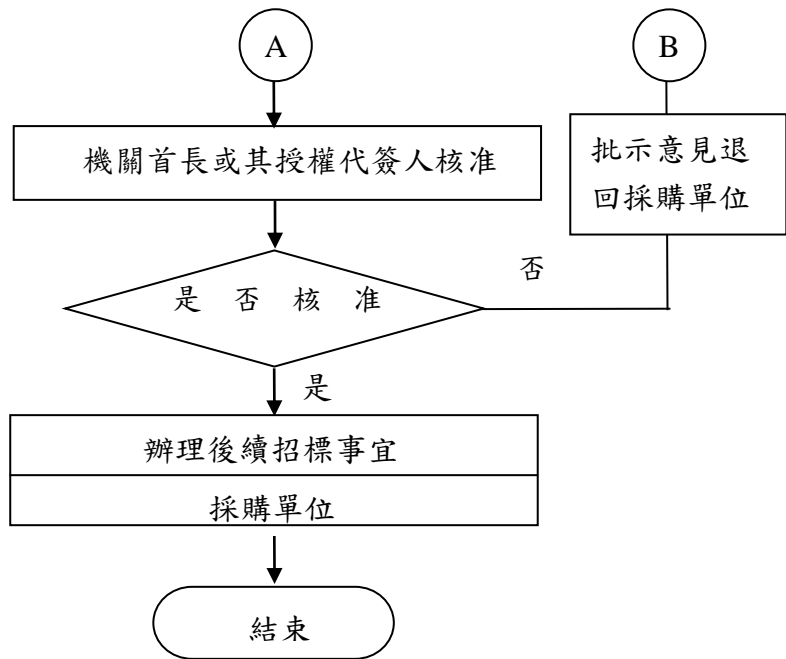 A
B
機關首長或其授權代簽人核准
批示意見退
回採購單位
否
是否核准
是
辦理後續招標事宜
採購單位
結束